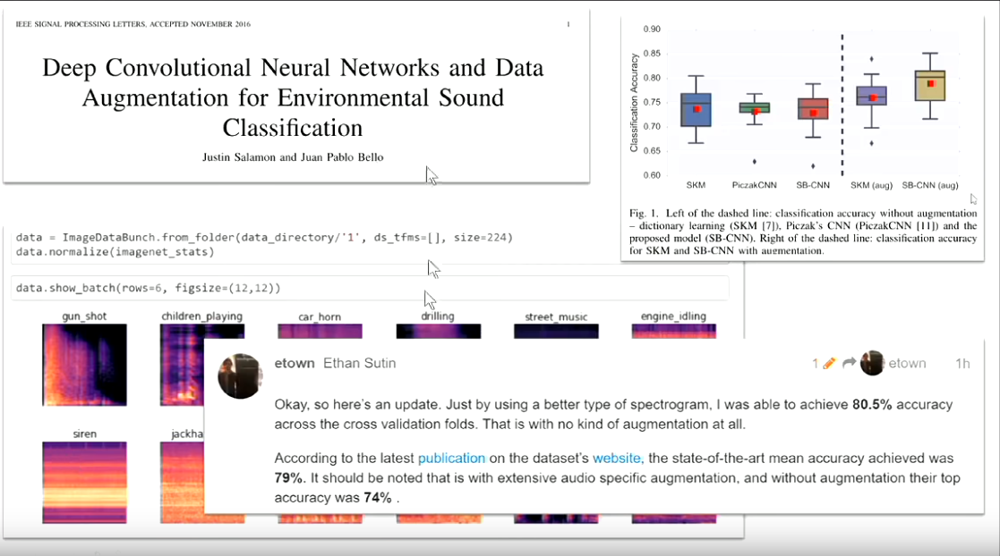 IEEE SIGNAL PROCESSING LETTERS, ACCEPTED NOVEMBER 2016
1
Deep Convolutional Neural Networks and Data
Augmentation for Environmental Sound
Classification
Justin Salamon and Juan Pablo Bello
Classification Accuracy
0.90
0.85
0.80
0.75
0.70
0.65
0.60
SKM
PiczakCNN
SB-CNN
SKM (aug)
SB-CNN (aug)
Fig. 1. Left of the dashed line: classification accuracy without augmentation
– dictionary learning (SKM [7]), Piczak's CNN (PiczakCNN [11]) and the
proposed model (SB-CNN). Right of the dashed line: classification accuracy
for SKM and SB-CNN with augmentation.
data = ImageDataBunch.from_folder(data_directory/'1', ds_tfms=[], size=224)
data.normalize(imagenet_stats)
data.show_batch(rows=6, figsize=(12,12))
gun_shot
children_playing
car_horn
drilling
street_music
engine_idling
siren
jackha
etown Ethan Sutin
1
etown
1h
Okay, so here's an update. Just by using a better type of spectrogram, I was able to achieve 80.5% accuracy
across the cross validation folds. That is with no kind of augmentation at all.
According to the latest publication on the dataset's website, the state-of-the-art mean accuracy achieved was
79%. It should be noted that is with extensive audio specific augmentation, and without augmentation their top
accuracy was 74% .